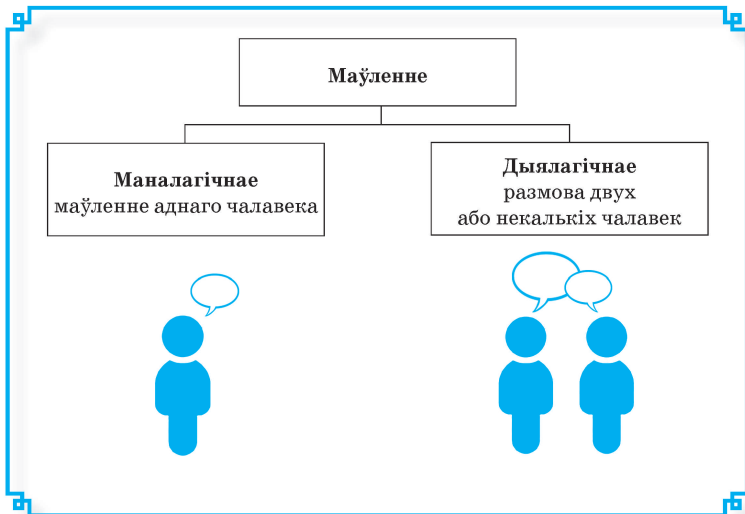 Маўленне
Маналагічнае
маўленне аднаго чалавека
Дыялагічнае
размова двух
або некалькіх чалавек